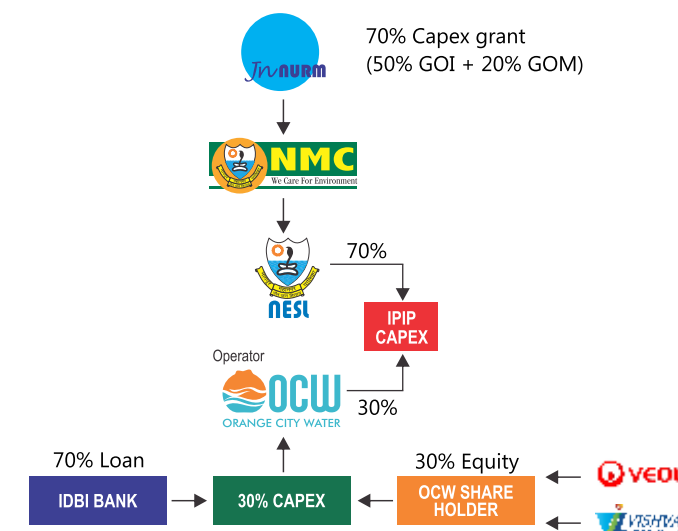 70% Capex grant
(50% GOI + 20% GOM)
JnNURM
NMC
We Care For Environment
70%
NESL
IPIP
CAPEX
Operator
OCW
ORANGE CITY WATER
30%
70% Loan
30% Equity
IDBI BANK
30% CAPEX
OCW SHARE
HOLDER